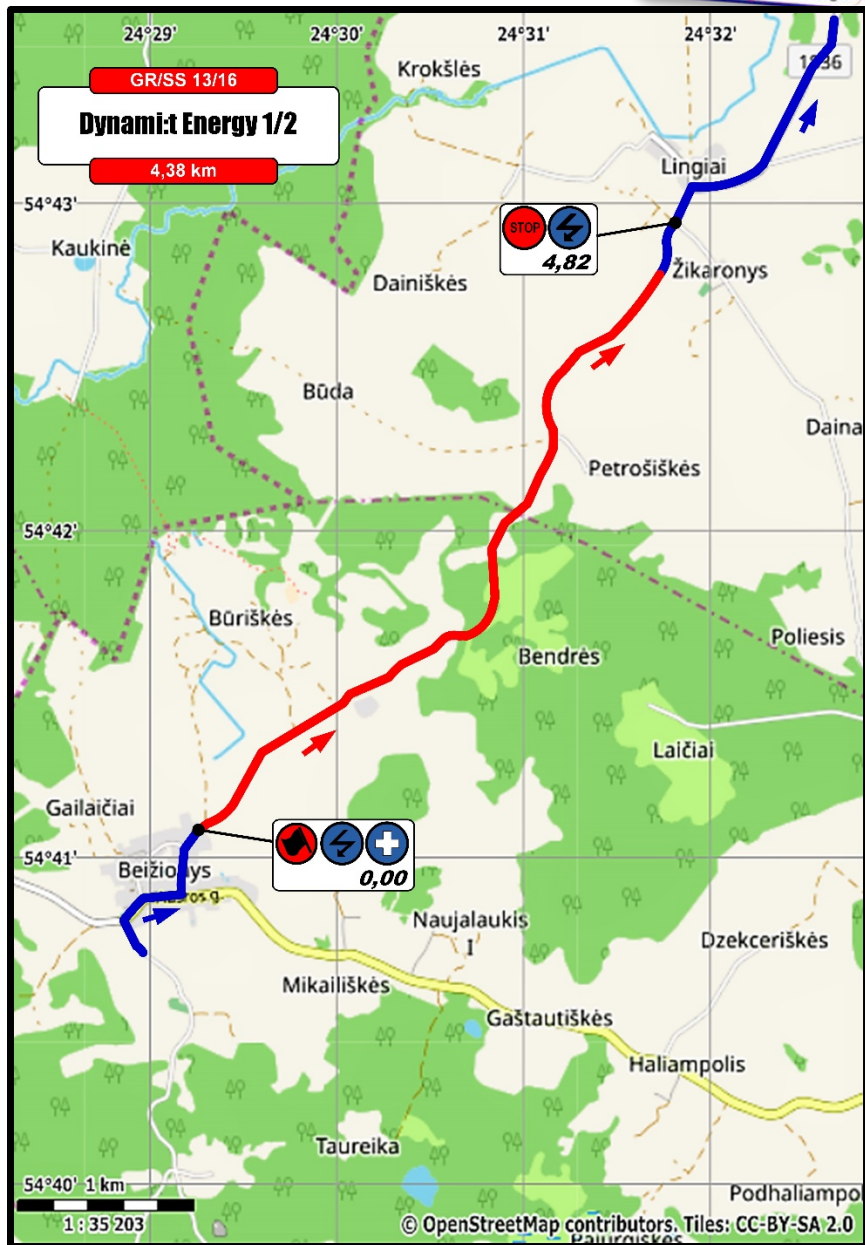 24°29'
24°30'
24°31'
24°32'
GR/SS 13/16
Dynami:t Energy 1/2
4,38 km
Krokšlės
1836
Lingiai
54°43'
Kaukinė
STOP
4,82
Dainiškės
Žikaronys
Būda
Daina
Petrošiškės
54°42'
Būriškės
Bendrės
Poliesis
Laičiai
Gailaičiai
54°41'
Beižionys
0,00
Naujalaukis
I
Dzekceriškės
Mikailiškės
Gaštautiškės
Haliampolis
Taureika
54°40'
1 km
Podhaliampo
1 : 35 203
© OpenStreetMap contributors. Tiles: CC-BY-SA 2.0